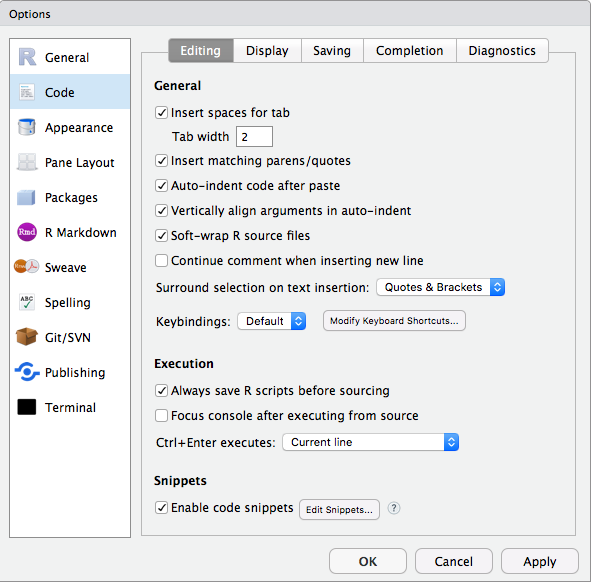 Options
R General
Code
Appearance
Pane Layout
Packages
Rmd R Markdown
Rnw Sweave
ABC Spelling
Git/SVN
Publishing
Terminal
Editing Display Saving Completion Diagnostics
General
Insert spaces for tab
Tab width 2
Insert matching parens/quotes
Auto-indent code after paste
Vertically align arguments in auto-indent
Soft-wrap R source files
Continue comment when inserting new line
Surround selection on text insertion: Quotes & Brackets
Keybindings: Default Modify Keyboard Shortcuts...
Execution
Always save R scripts before sourcing
Focus console after executing from source
Ctrl+Enter executes: Current line
Snippets
Enable code snippets Edit Snippets... ?
OK Cancel Apply